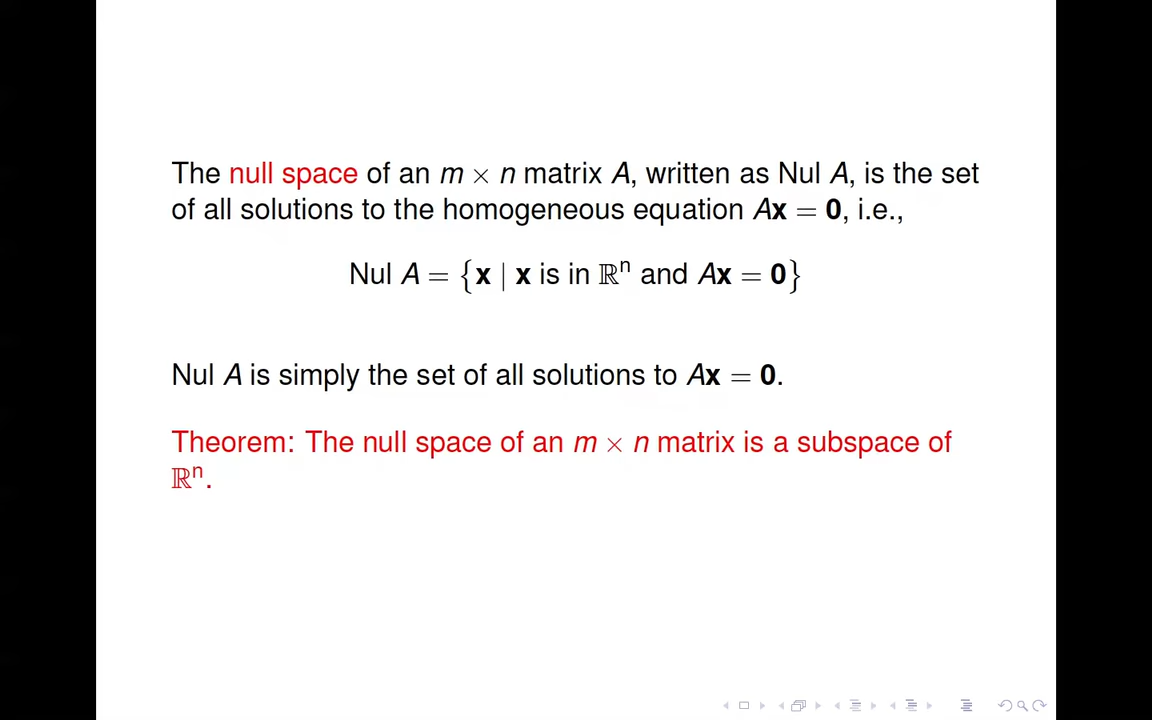 The null space of an m × n matrix A, written as Nul A, is the set
of all solutions to the homogeneous equation Ax = 0, i.e.,
Nul A = {x | x is in ℝⁿ and Ax = 0}
Nul A is simply the set of all solutions to Ax = 0.
Theorem: The null space of an m × n matrix is a subspace of
ℝⁿ.